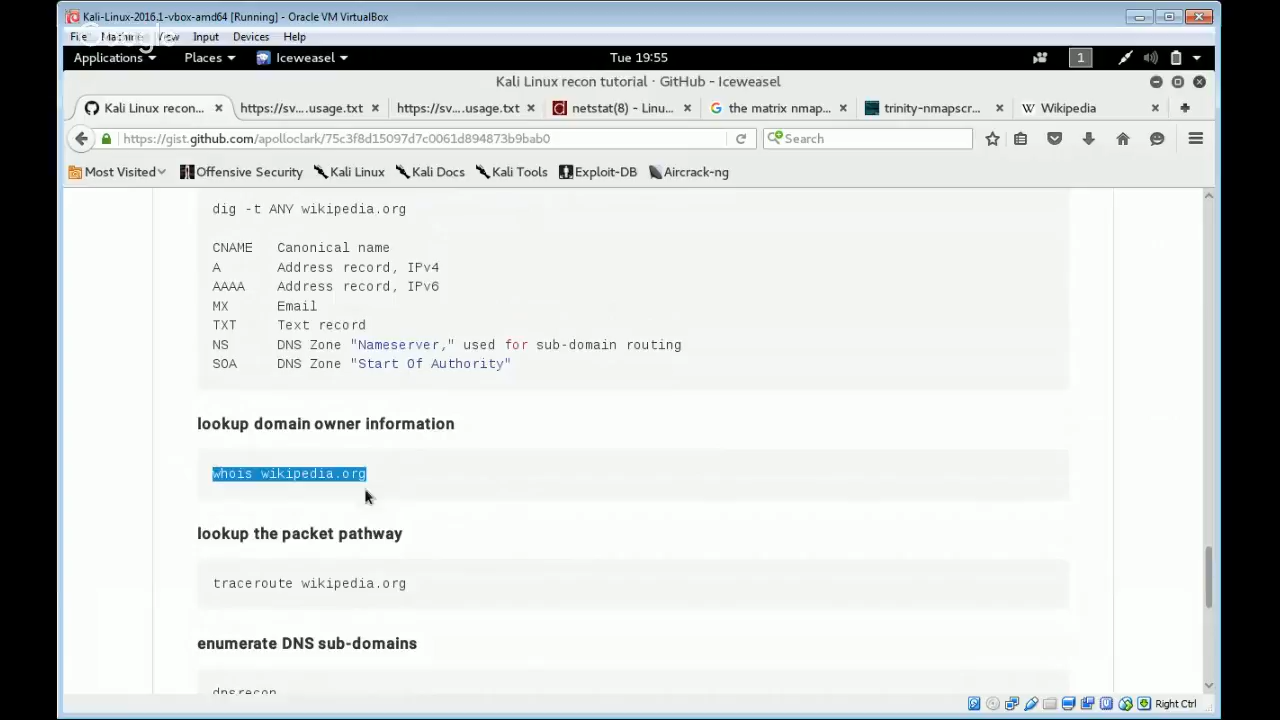 Kali-Linux-2016.1-vbox-amd64 [Running] - Oracle VM VirtualBox
File Machine View Input Devices Help
Google
Applications Places Iceweasel Tue 19:55 1
Kali Linux recon tutorial · GitHub - Iceweasel
Kali Linux recon... https://sv....usage.txt https://sv....usage.txt netstat(8) - Linu... the matrix nmap... trinity-nmapscr... Wikipedia
https://gist.github.com/apolloclark/75c3f8d15097d7c0061d894873b9bab0 Search
Most Visited Offensive Security Kali Linux Kali Docs Kali Tools Exploit-DB Aircrack-ng
dig -t ANY wikipedia.org
CNAME Canonical name
A Address record, IPv4
AAAA Address record, IPv6
MX Email
TXT Text record
NS DNS Zone "Nameserver," used for sub-domain routing
SOA DNS Zone "Start Of Authority"
lookup domain owner information
whois wikipedia.org
lookup the packet pathway
traceroute wikipedia.org
enumerate DNS sub-domains
dnsrecon
Right Ctrl